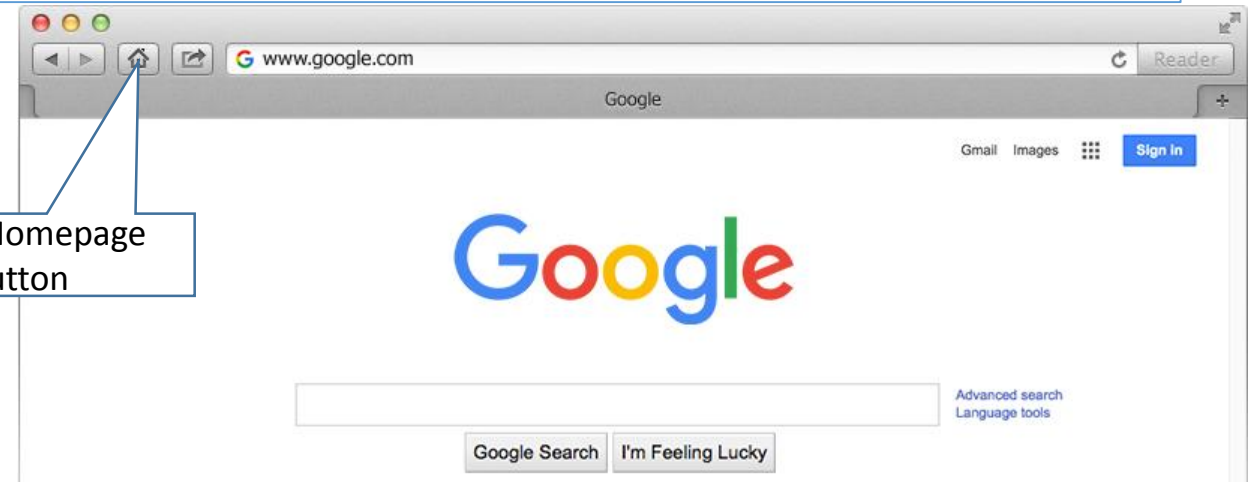 G www.google.com
Reader
Google
+
Gmail Images
Sign in
omepage
tton
Google
Advanced search
Language tools
Google Search I'm Feeling Lucky